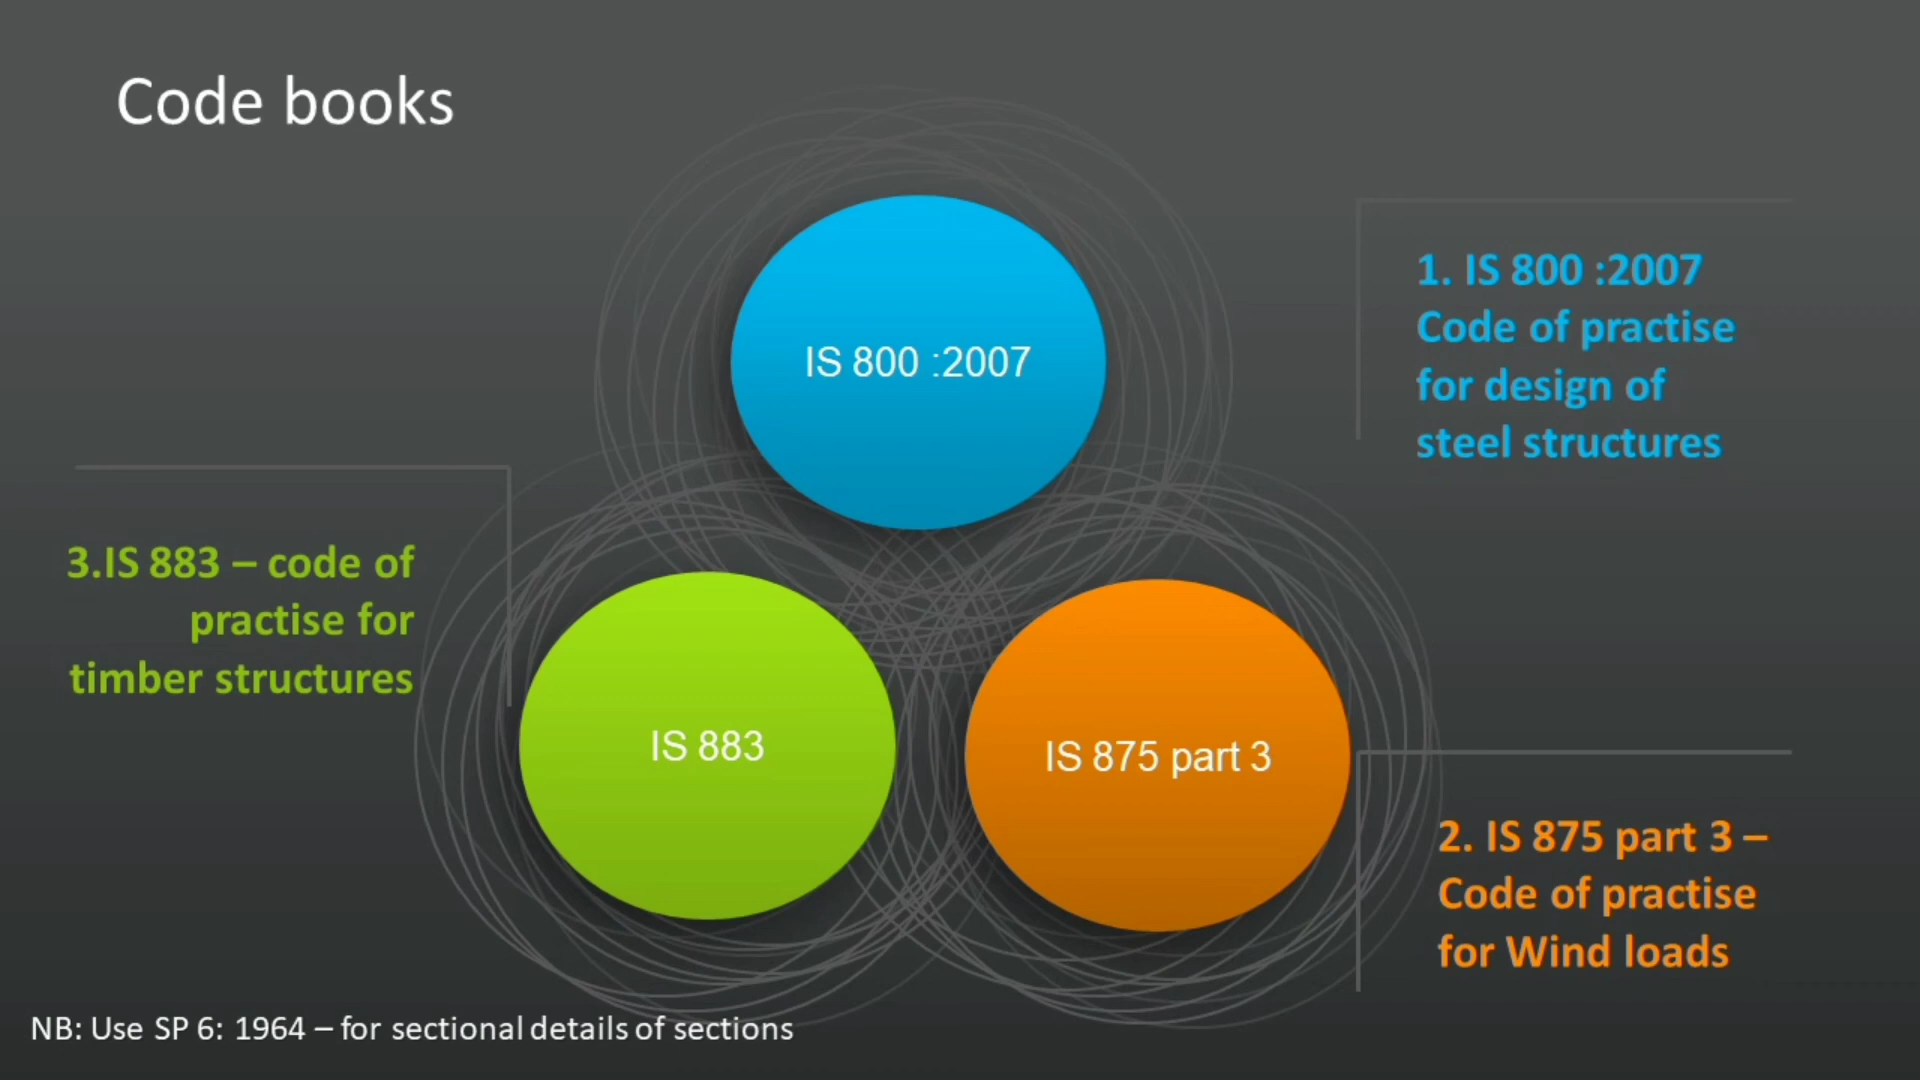 Code books
IS 800 :2007
1. IS 800 :2007
Code of practise
for design of
steel structures
3.IS 883 – code of
practise for
timber structures
IS 883
IS 875 part 3
2. IS 875 part 3 –
Code of practise
for Wind loads
NB: Use SP 6: 1964 – for sectional details of sections